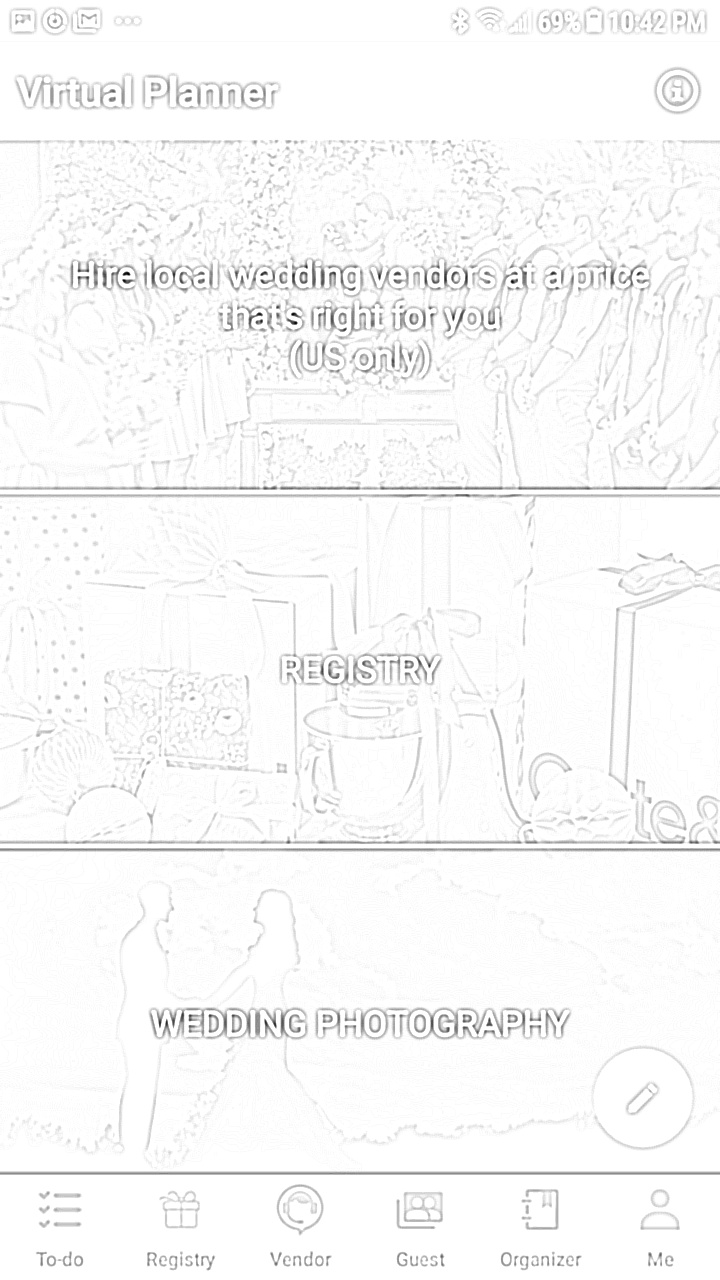 69% 10:42 PM
Virtual Planner
Hire local wedding vendors at a price
that's right for you
(US only)
REGISTRY
te&
WEDDING PHOTOGRAPHY
To-do Registry Vendor Guest Organizer Me